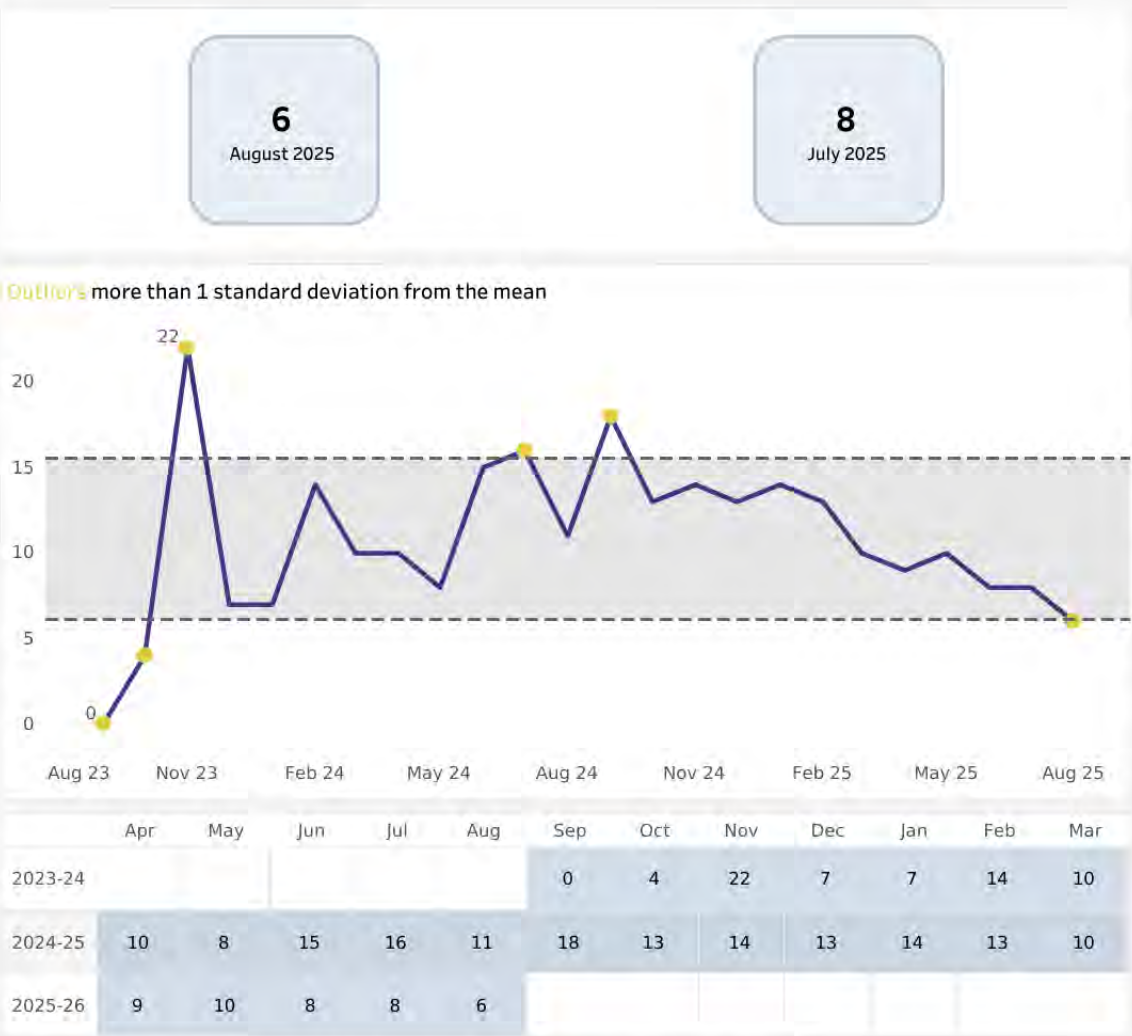 6
August 2025
8
July 2025
Outliers more than 1 standard deviation from the mean
22
20
15
10
5
0
0
Aug 23 Nov 23 Feb 24 May 24 Aug 24 Nov 24 Feb 25 May 25 Aug 25
Apr May Jun Jul Aug Sep Oct Nov Dec Jan Feb Mar
2023-24 0 4 22 7 7 14 10
2024-25 10 8 15 16 11 18 13 14 13 14 13 10
2025-26 9 10 8 8 6